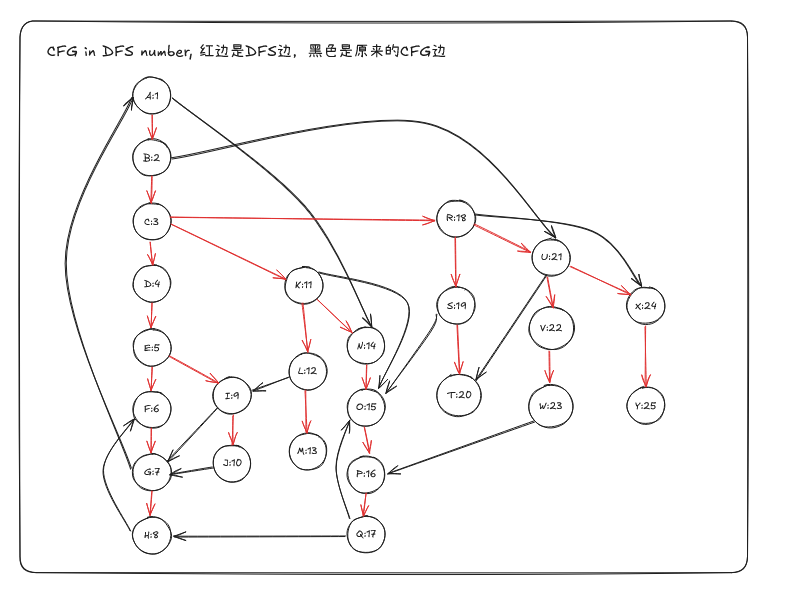 CFG in DFS number, 红边是DFS边，黑色是原来的CFG边
A:1
B:2
C:3
R:18
U:21
D:4
K:11
S:19
X:24
V:22
E:5
N:14
L:12
I:9
T:20
F:6
O:15
W:23
Y:25
M:13
J:10
G:7
P:16
H:8
Q:17